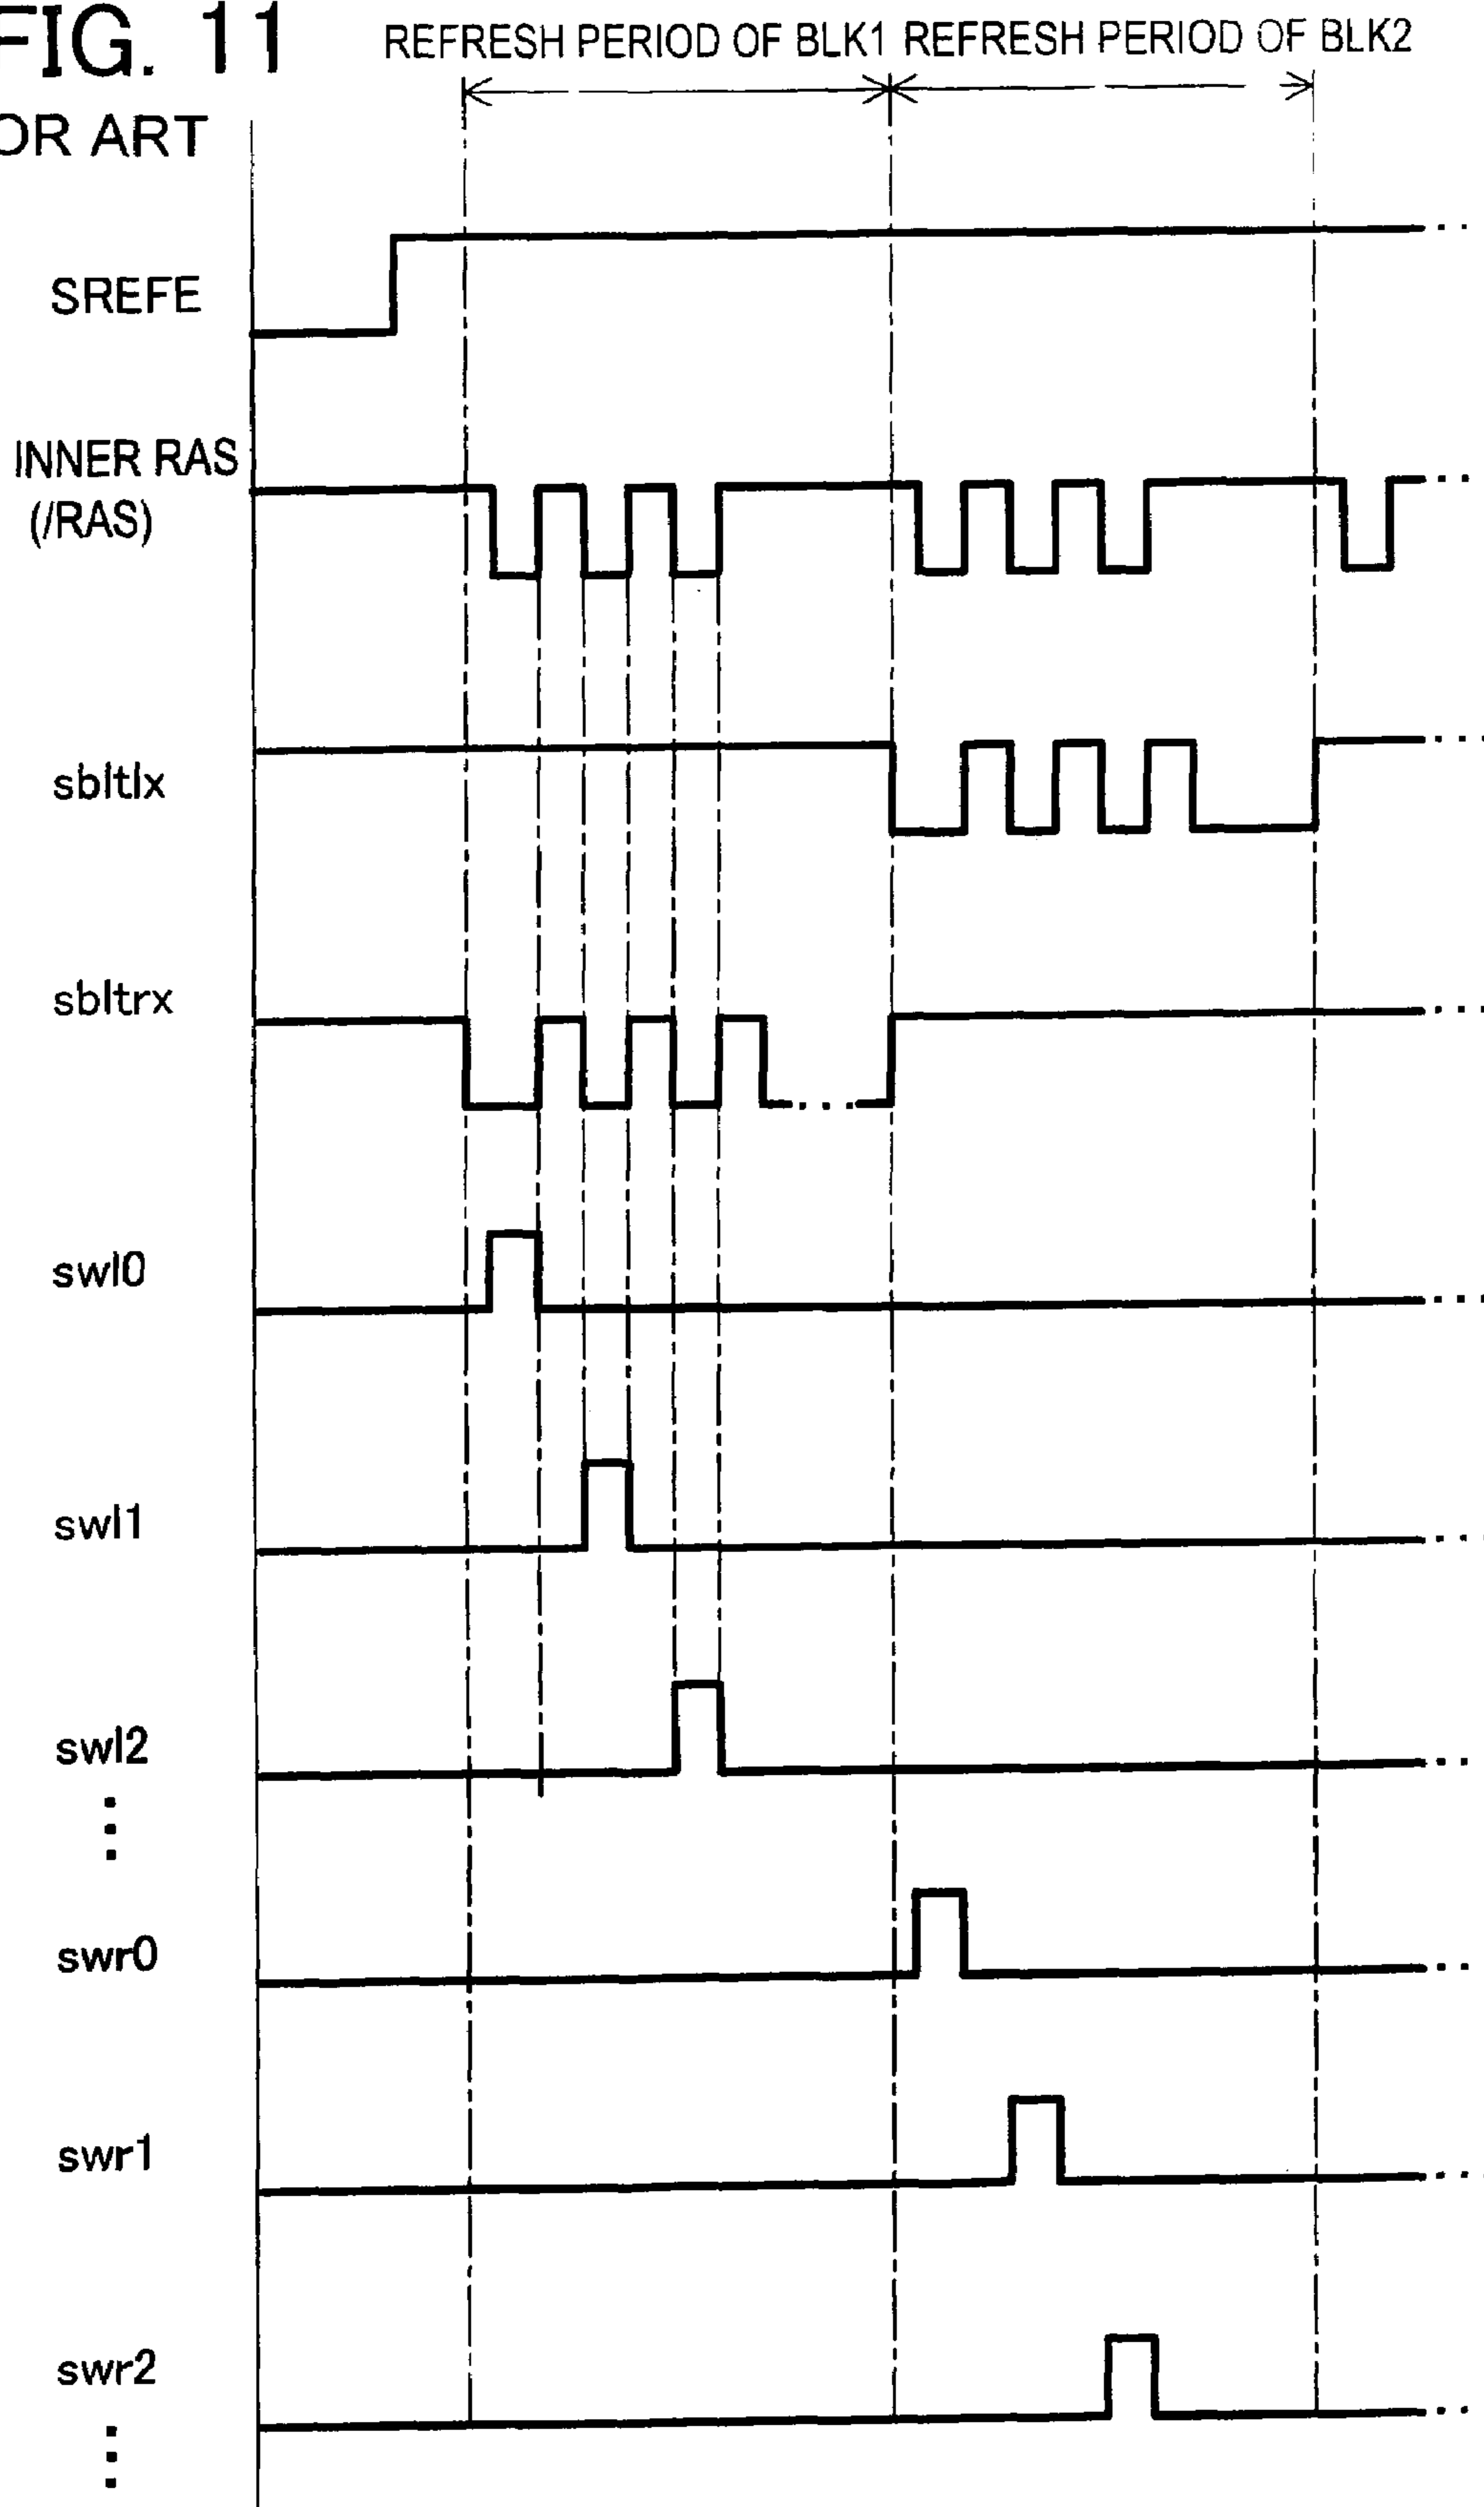 FIG. 11
OR ART
REFRESH PERIOD OF BLK1 REFRESH PERIOD OF BLK2
SREFE
INNER RAS
(/RAS)
sbltlx
sbltrx
swl0
swl1
swl2
swr0
swr1
swr2